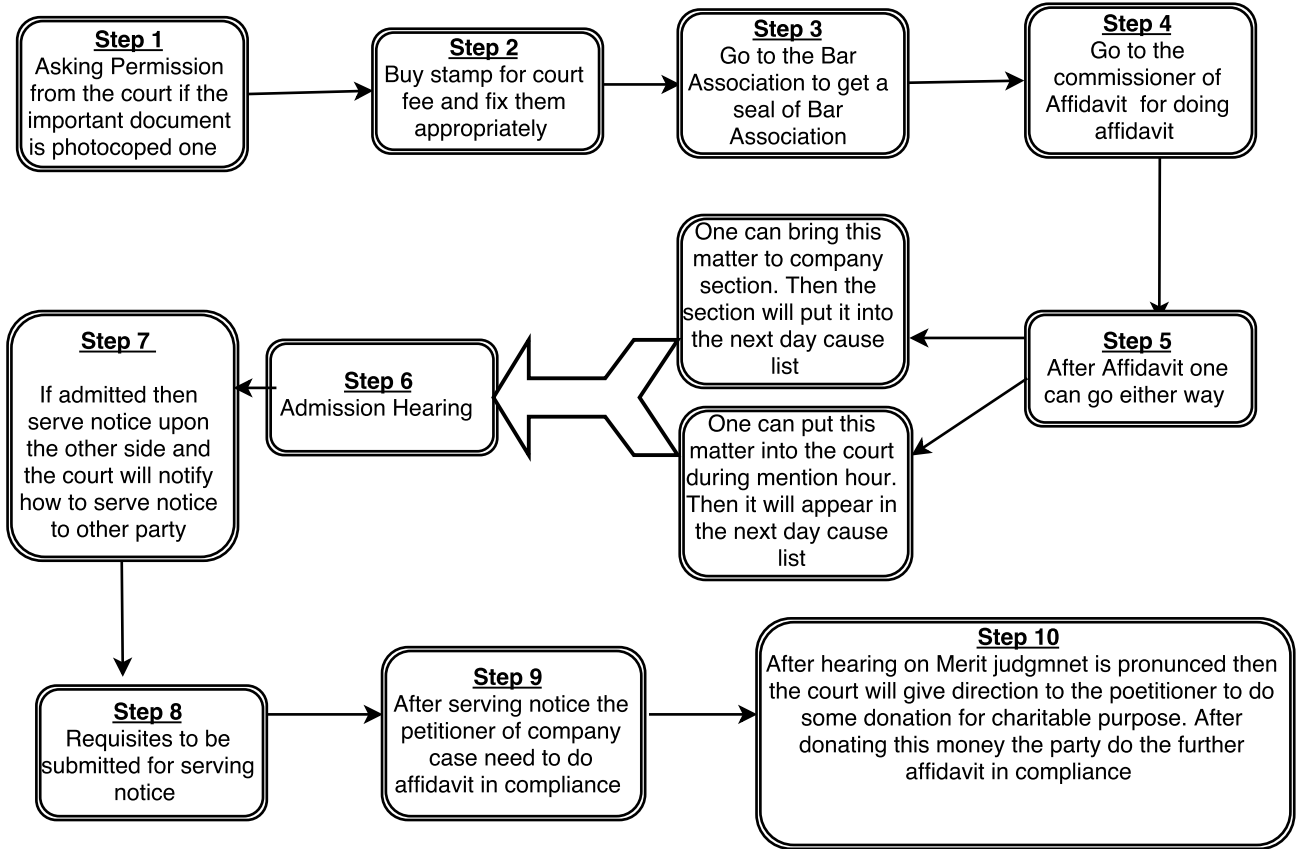 Step 1
Asking Permission
from the court if the
important document
is photocoped one
Step 2
Buy stamp for court
fee and fix them
appropriately
Step 3
Go to the Bar
Association to get a
seal of Bar
Association
Step 4
Go to the
commissioner of
Affidavit for doing
affidavit
Step 5
After Affidavit one
can go either way
One can bring this
matter to company
section. Then the
section will put it into
the next day cause
list
One can put this
matter into the court
during mention hour.
Then it will appear in
the next day cause
list
Step 6
Admission Hearing
Step 7
If admitted then
serve notice upon
the other side and
the court will notify
how to serve notice
to other party
Step 8
Requisites to be
submitted for serving
notice
Step 9
After serving notice the
petitioner of company
case need to do
affidavit in compliance
Step 10
After hearing on Merit judgmnet is pronunced then
the court will give direction to the poetitioner to do
some donation for charitable purpose. After
donating this money the party do the further
affidavit in compliance